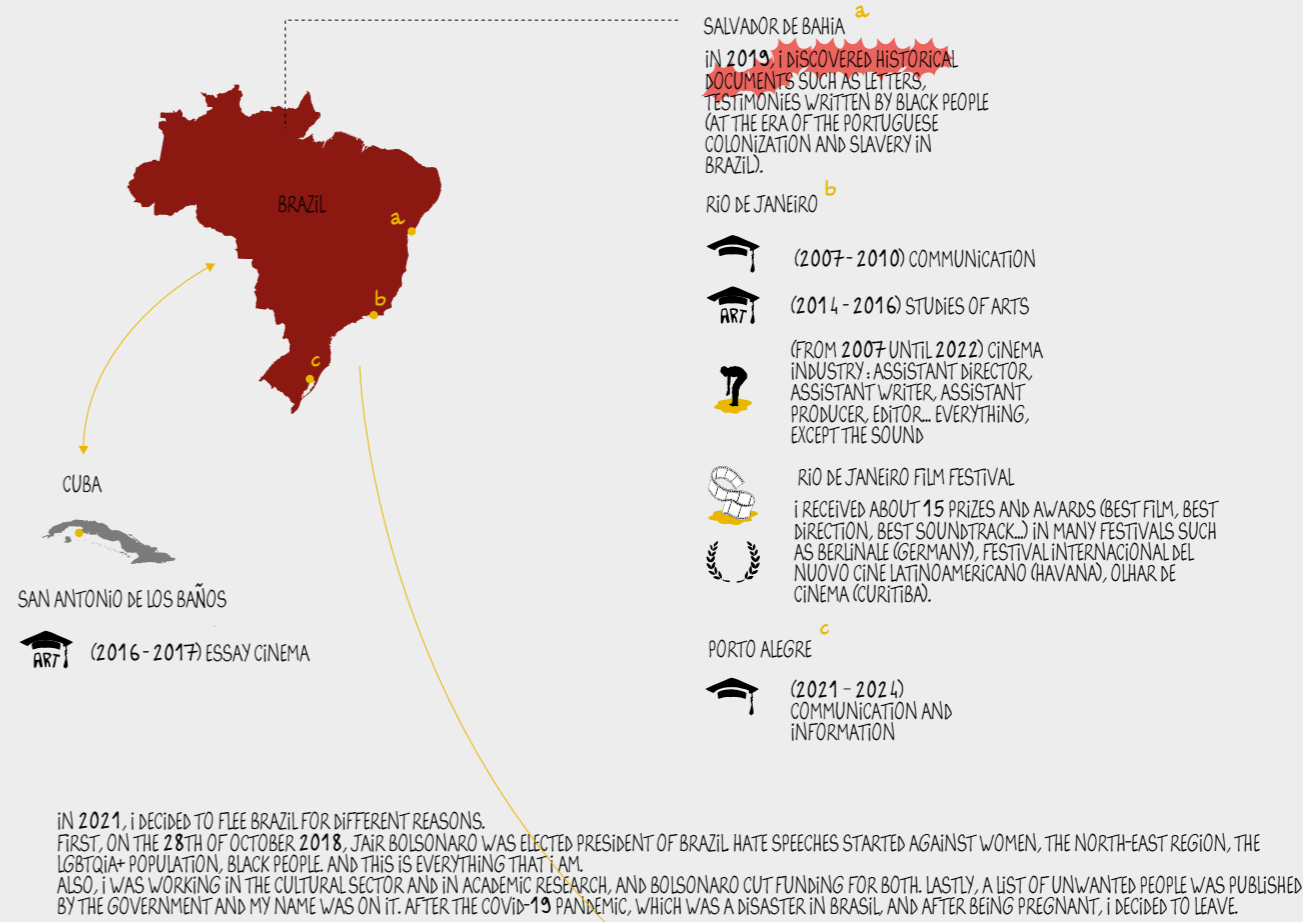 SALVADOR DE BAHIA a
IN 2019, I DISCOVERED HISTORICAL
DOCUMENTS SUCH AS LETTERS,
TESTIMONIES WRITTEN BY BLACK PEOPLE
(AT THE ERA OF THE PORTUGUESE
COLONIZATION AND SLAVERY IN
BRAZIL).
BRAZIL
a
b
c
RIO DE JANEIRO b
(2007-2010) COMMUNICATION
ART
(2014-2016) STUDIES OF ARTS
(FROM 2007 UNTIL 2022) CINEMA
INDUSTRY : ASSISTANT DIRECTOR,
ASSISTANT WRITER, ASSISTANT
PRODUCER, EDITOR... EVERYTHING,
EXCEPT THE SOUND
RIO DE JANEIRO FILM FESTIVAL
I RECEIVED ABOUT 15 PRIZES AND AWARDS (BEST FILM, BEST
DIRECTION, BEST SOUNDTRACK...) IN MANY FESTIVALS SUCH
AS BERLINALE (GERMANY), FESTIVAL INTERNACIONAL DEL
NUOVO CINE LATINOAMERICANO (HAVANA), OLHAR DE
CINEMA (CURITIBA).
CUBA
SAN ANTONIO DE LOS BAÑOS
ART
(2016-2017) ESSAY CINEMA
PORTO ALEGRE c
(2021 - 2024)
COMMUNICATION AND
INFORMATION
IN 2021, I DECIDED TO FLEE BRAZIL FOR DIFFERENT REASONS.
FIRST, ON THE 28TH OF OCTOBER 2018, JAIR BOLSONARO WAS ELECTED PRESIDENT OF BRAZIL HATE SPEECHES STARTED AGAINST WOMEN, THE NORTH-EAST REGION, THE
LGBTQIA+ POPULATION, BLACK PEOPLE. AND THIS IS EVERYTHING THAT I AM.
ALSO, I WAS WORKING IN THE CULTURAL SECTOR AND IN ACADEMIC RESEARCH, AND BOLSONARO CUT FUNDING FOR BOTH. LASTLY, A LIST OF UNWANTED PEOPLE WAS PUBLISHED
BY THE GOVERNMENT AND MY NAME WAS ON IT. AFTER THE COVID-19 PANDEMIC, WHICH WAS A DISASTER IN BRASIL, AND AFTER BEING PREGNANT, I DECIDED TO LEAVE.